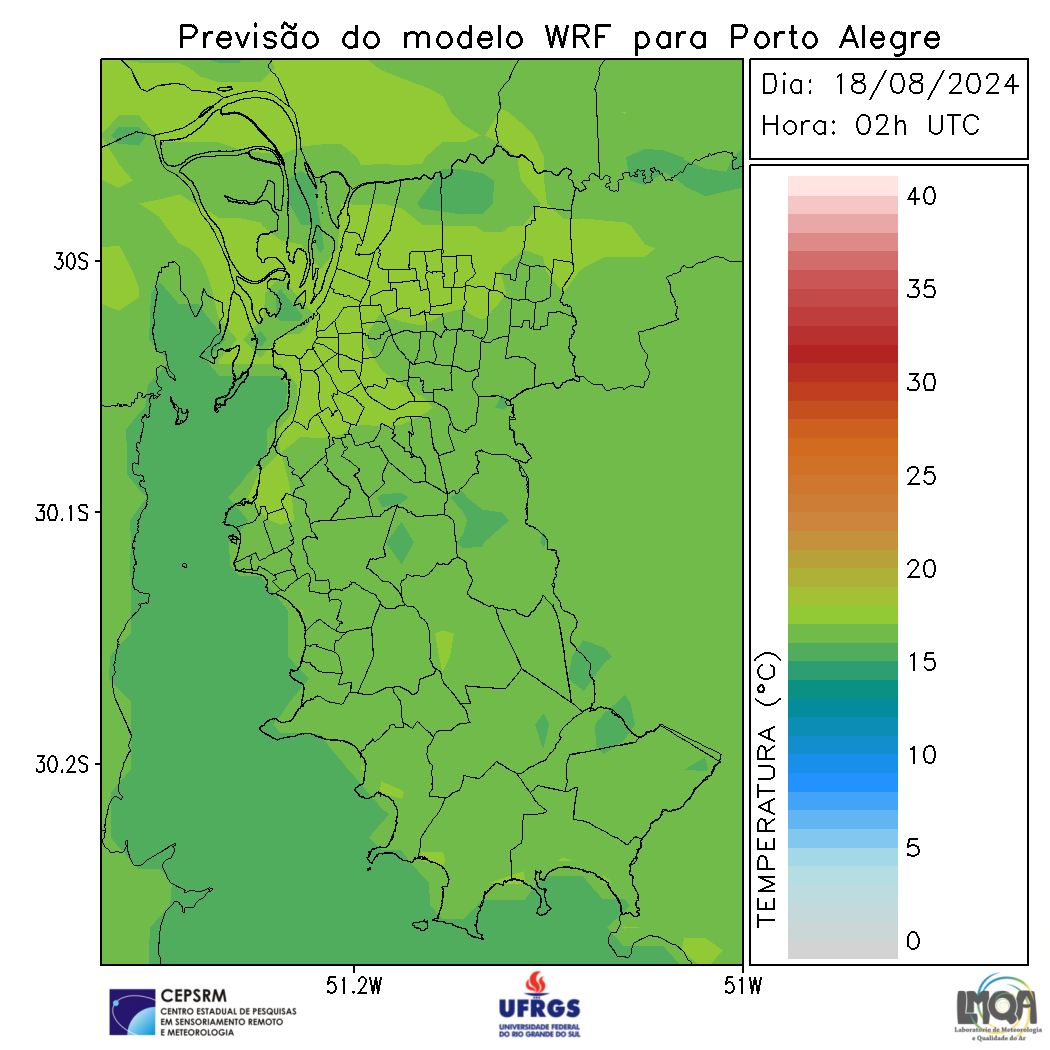 Previsão do modelo WRF para Porto Alegre
Dia: 18/08/2024
Hora: 02h UTC
30S
30.1S
30.2S
51.2W
51W
TEMPERATURA (°C)
40
35
30
25
20
15
10
5
0
CEPSRM
CENTRO ESTADUAL DE PESQUISAS
EM SENSORIAMENTO REMOTO
E METEOROLOGIA
UFRGS
UNIVERSIDADE FEDERAL
DO RIO GRANDE DO SUL
LMQA
Laboratório de Meteorologia
e Qualidade do Ar